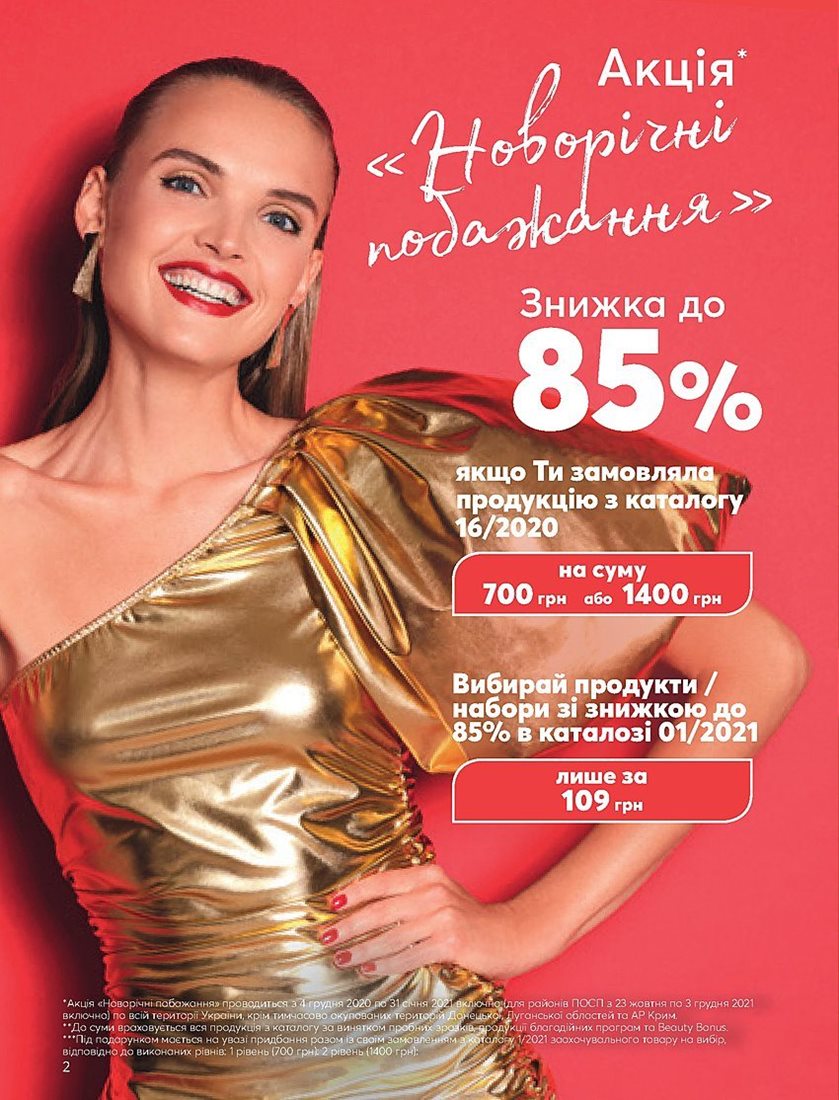 Акція*
«Новорічні
побажання»
Знижка до
85%
якщо Ти замовляла
продукцію з каталогу
16/2020
на суму
700 грн або 1400 грн
Вибирай продукти /
набори зі знижкою до
85% в каталозі 01/2021
лише за
109 грн
*Акція «Новорічні побажання» проводиться з 4 грудня 2020 по 31 січня 2021 включно (для районів ПОСП з 23 жовтня по 3 грудня 2021
включно) по всій території України, крім тимчасово окупованих територій Донецької, Луганської областей та АР Крим.
**До суми враховується вся продукція з каталогу за винятком пробних зразків, продукції благодійних програм та Beauty Bonus.
***Під подарунком мається на увазі придбання разом із своїм замовленням з каталогу 1/2021 заохочувального товару на вибір,
відповідно до виконаних рівнів: 1 рівень (700 грн); 2 рівень (1400 грн):
2